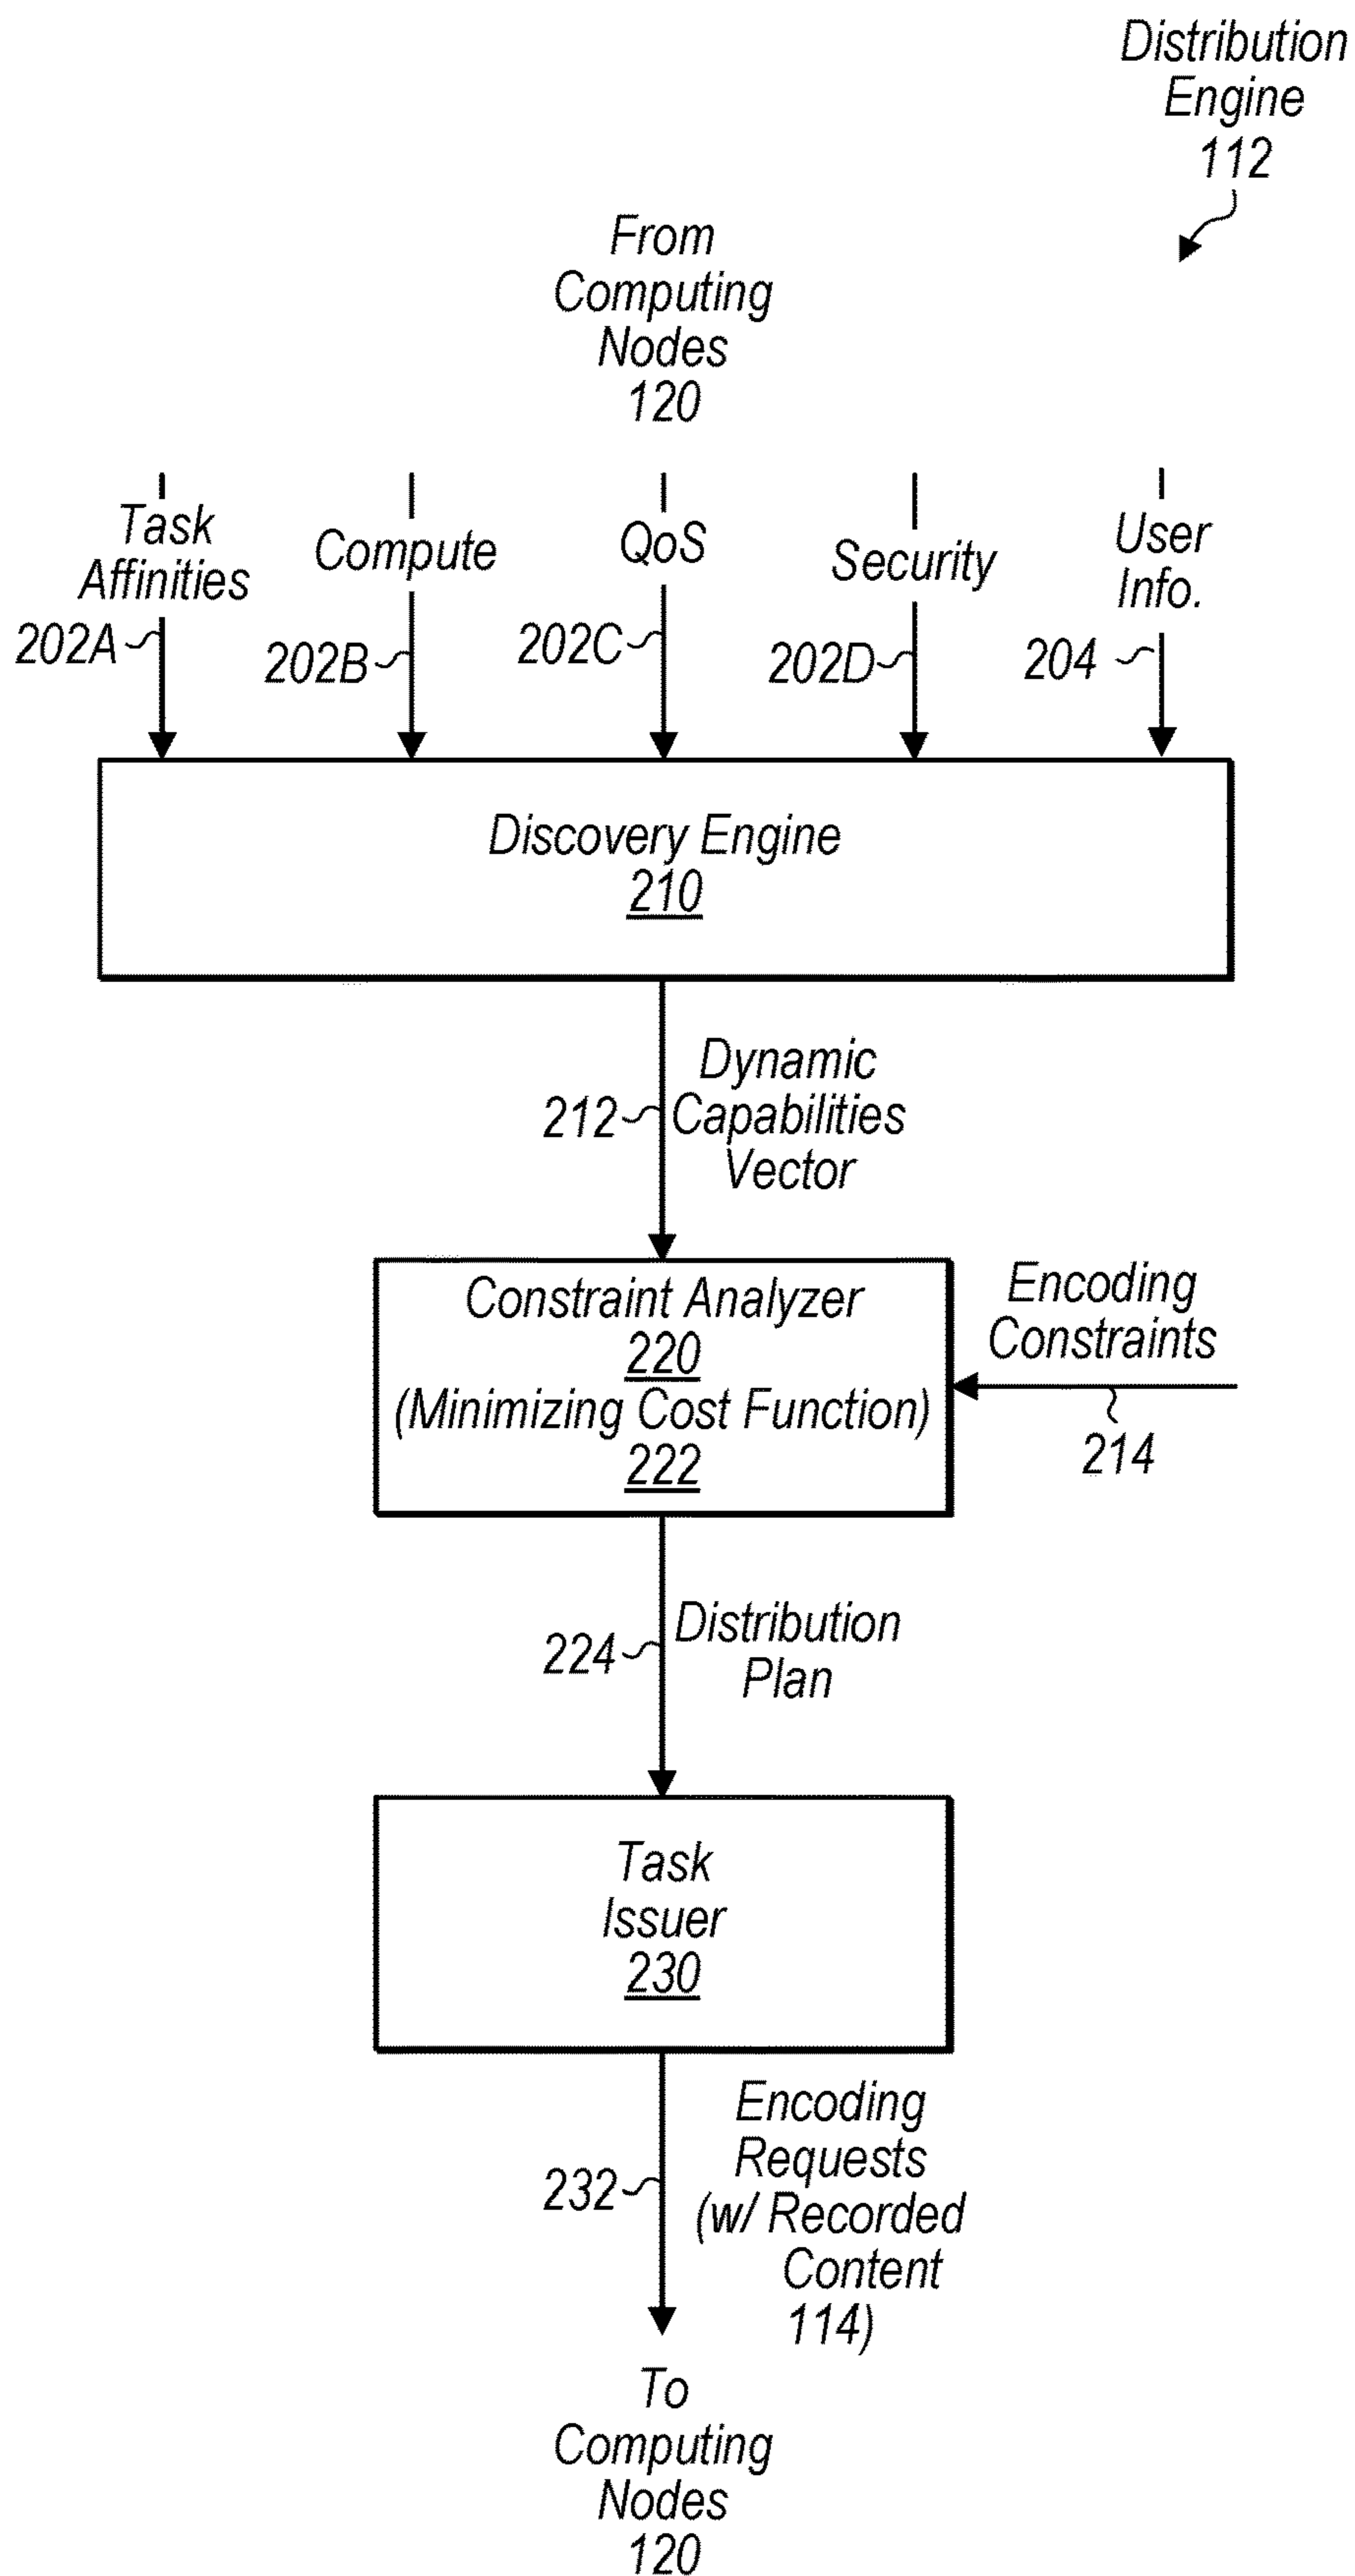 Distribution
Engine
112
From
Computing
Nodes
120
Task
Affinities
202A
Compute
202B
QoS
202C
Security
202D
User
Info.
204
Discovery Engine
210
Dynamic
Capabilities
Vector
212
Constraint Analyzer
220
(Minimizing Cost Function)
222
Encoding
Constraints
214
Distribution
Plan
224
Task
Issuer
230
Encoding
Requests
(w/ Recorded
Content
114)
232
To
Computing
Nodes
120